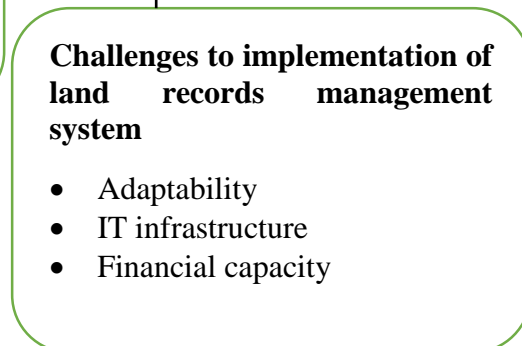 Challenges to implementation of
land records management
system
• Adaptability
• IT infrastructure
• Financial capacity